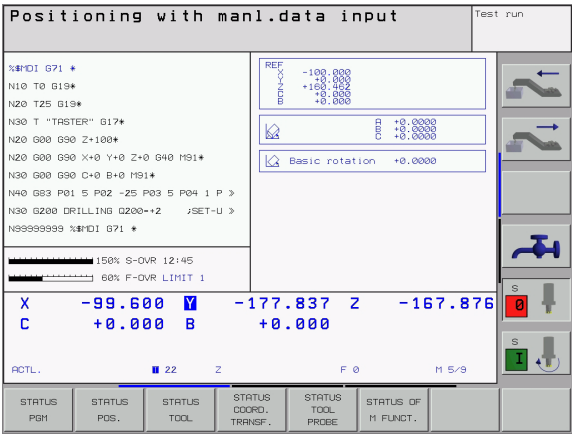 Positioning with manl.data input
Test run
%$MDI G71 *
N10 T0 G19*
N20 T25 G19*
N30 T "TASTER" G17*
N20 G00 G90 Z+100*
N20 G00 G90 X+0 Y+0 Z+0 G40 M91*
N30 G00 G90 C+0 B+0 M91*
N40 G83 P01 5 P02 -25 P03 5 P04 1 P »
N30 G200 DRILLING Q200=+2 ;SET-U »
N99999999 %$MDI G71 *
REF
X -100.000
Y +0.000
Z +160.462
C +0.000
B +0.000
A +0.0000
B +0.0000
C +0.0000
Basic rotation +0.0000
150% S-OVR 12:45
60% F-OVR LIMIT 1
X -99.600 Y -177.837 Z -167.876
C +0.000 B +0.000
ACTL. T 22 Z F 0 M 5/9
S
0
S
I
STATUS PGM
STATUS POS.
STATUS TOOL
STATUS COORD. TRANSF.
STATUS TOOL PROBE
STATUS OF M FUNCT.